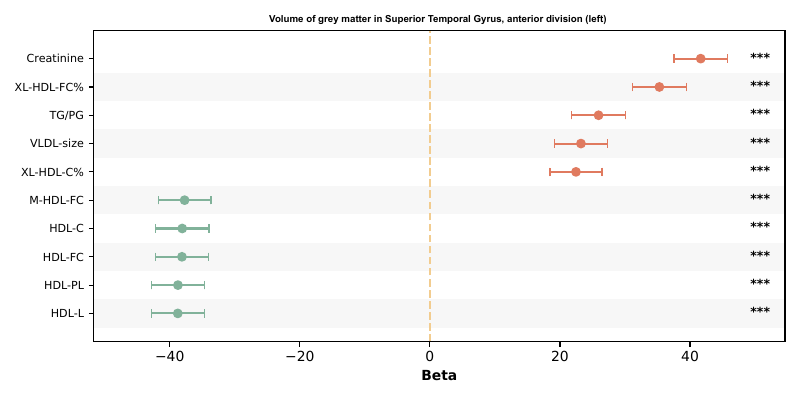 Volume of grey matter in Superior Temporal Gyrus, anterior division (left)
Creatinine ***
XL-HDL-FC% ***
TG/PG ***
VLDL-size ***
XL-HDL-C% ***
M-HDL-FC ***
HDL-C ***
HDL-FC ***
HDL-PL ***
HDL-L ***
−40 −20 0 20 40
Beta